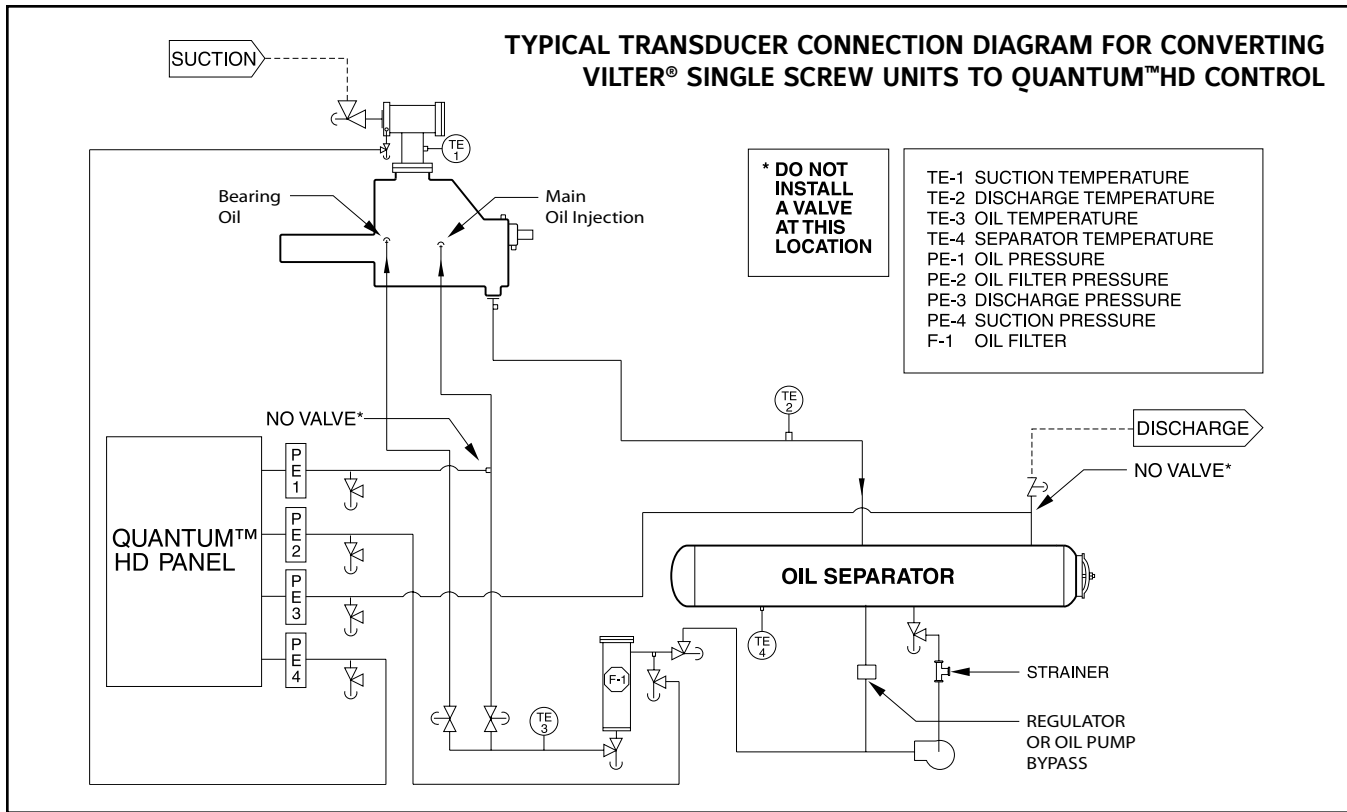 TYPICAL TRANSDUCER CONNECTION DIAGRAM FOR CONVERTING
VILTER® SINGLE SCREW UNITS TO QUANTUM™HD CONTROL
SUCTION
TE
1
* DO NOT
INSTALL
A VALVE
AT THIS
LOCATION
TE-1 SUCTION TEMPERATURE
TE-2 DISCHARGE TEMPERATURE
TE-3 OIL TEMPERATURE
TE-4 SEPARATOR TEMPERATURE
PE-1 OIL PRESSURE
PE-2 OIL FILTER PRESSURE
PE-3 DISCHARGE PRESSURE
PE-4 SUCTION PRESSURE
F-1 OIL FILTER
Bearing
Oil
Main
Oil Injection
TE
2
NO VALVE*
DISCHARGE
NO VALVE*
QUANTUM™
HD PANEL
P
E
1
P
E
2
P
E
3
P
E
4
OIL SEPARATOR
TE
4
F-1
TE
3
STRAINER
REGULATOR
OR OIL PUMP
BYPASS